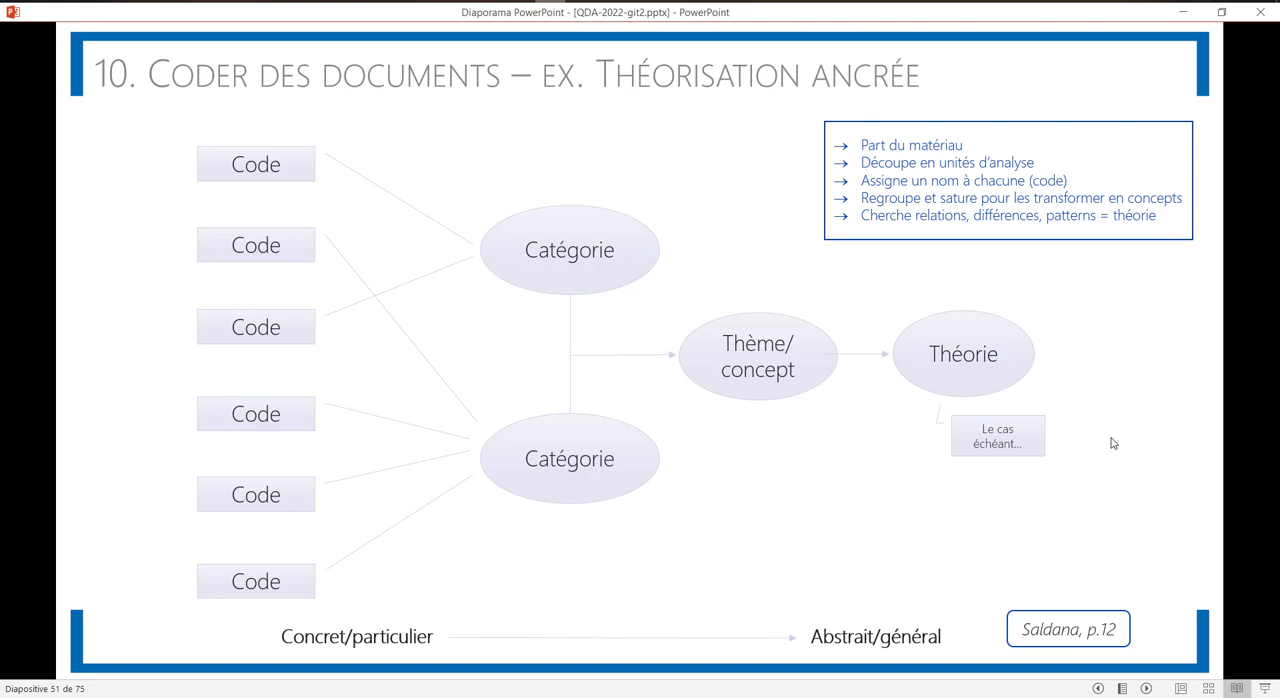 Diaporama PowerPoint - [QDA-2022-git2.pptx] - PowerPoint
10. CODER DES DOCUMENTS – EX. THÉORISATION ANCRÉE
→ Part du matériau
→ Découpe en unités d'analyse
→ Assigne un nom à chacune (code)
→ Regroupe et sature pour les transformer en concepts
→ Cherche relations, différences, patterns = théorie
Code
Code
Code
Code
Code
Code
Catégorie
Catégorie
Thème/
concept
Théorie
Le cas
échéant...
Concret/particulier
Abstrait/général
Saldana, p.12
Diapositive 51 de 75